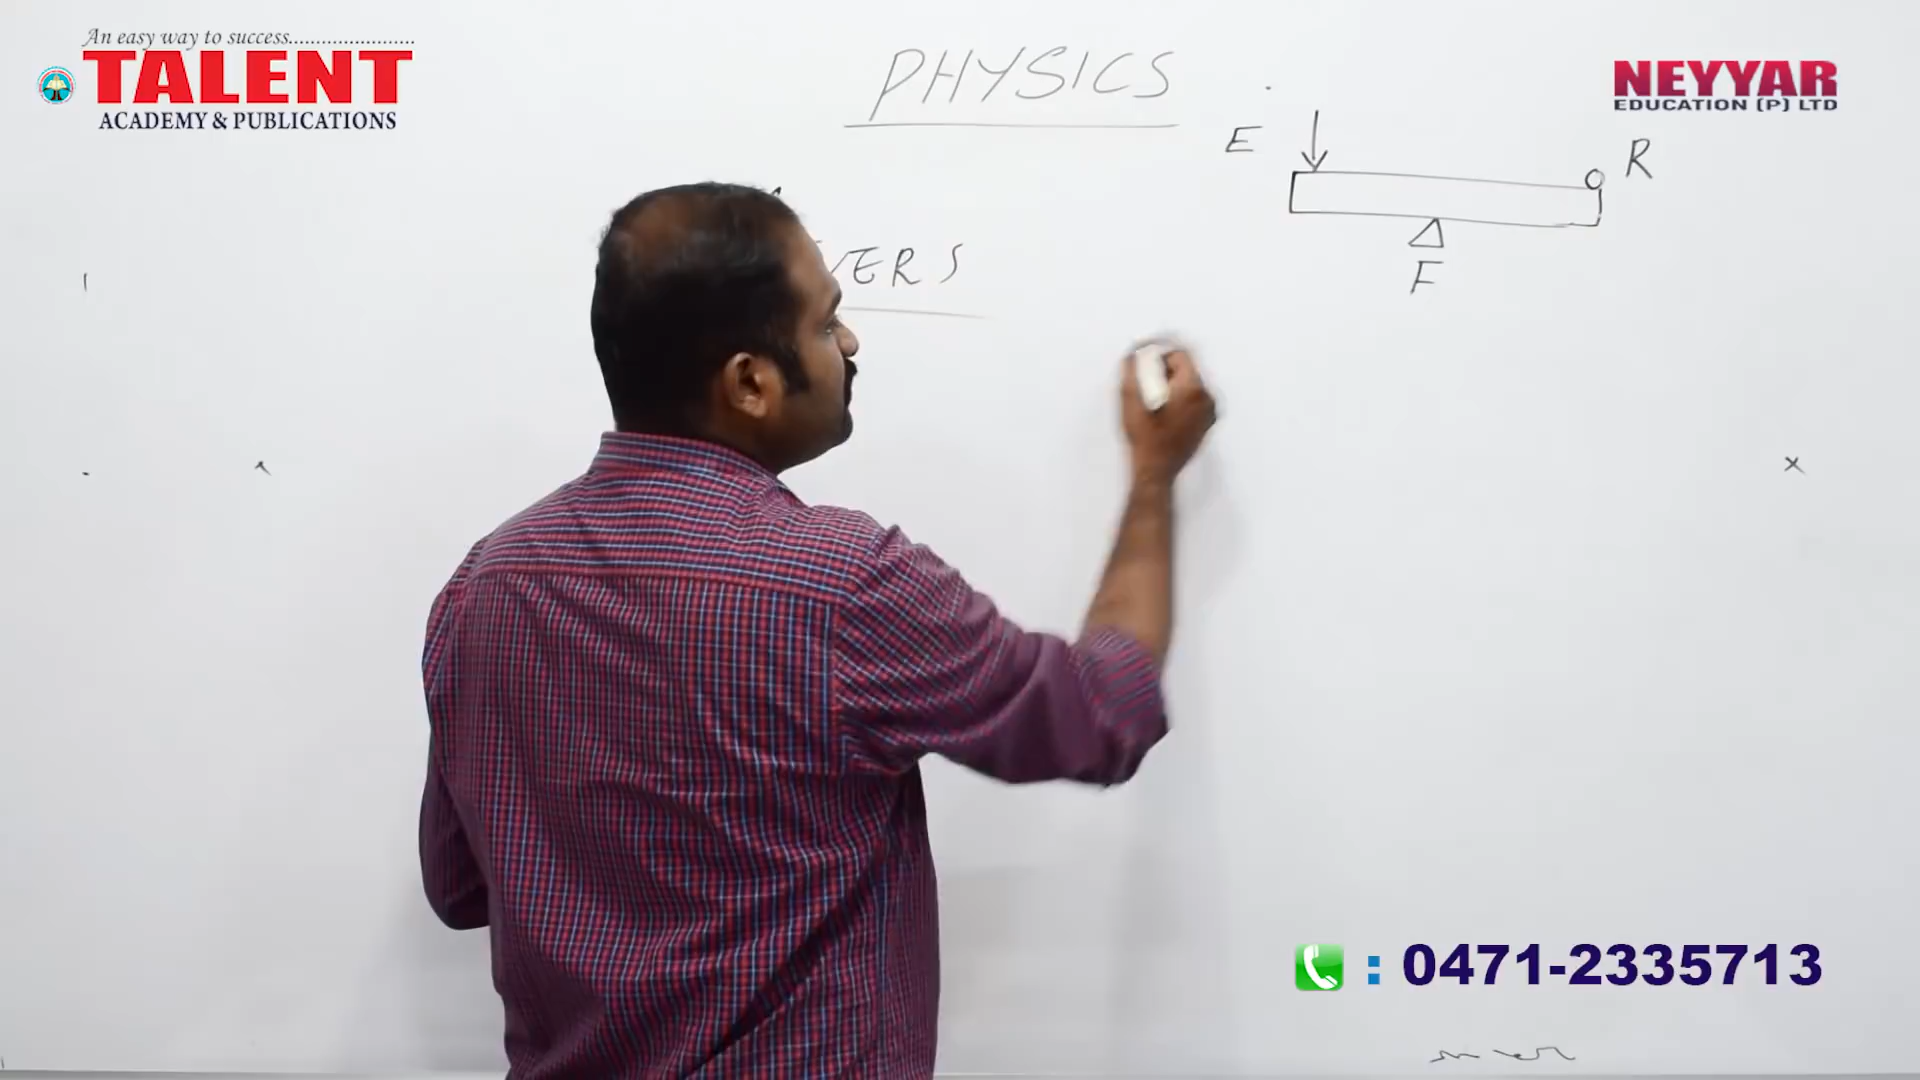 An easy way to success.......................
TALENT
ACADEMY & PUBLICATIONS
PHYSICS
NEYYAR
EDUCATION (P) LTD
E
R
VERS
F
: 0471-2335713